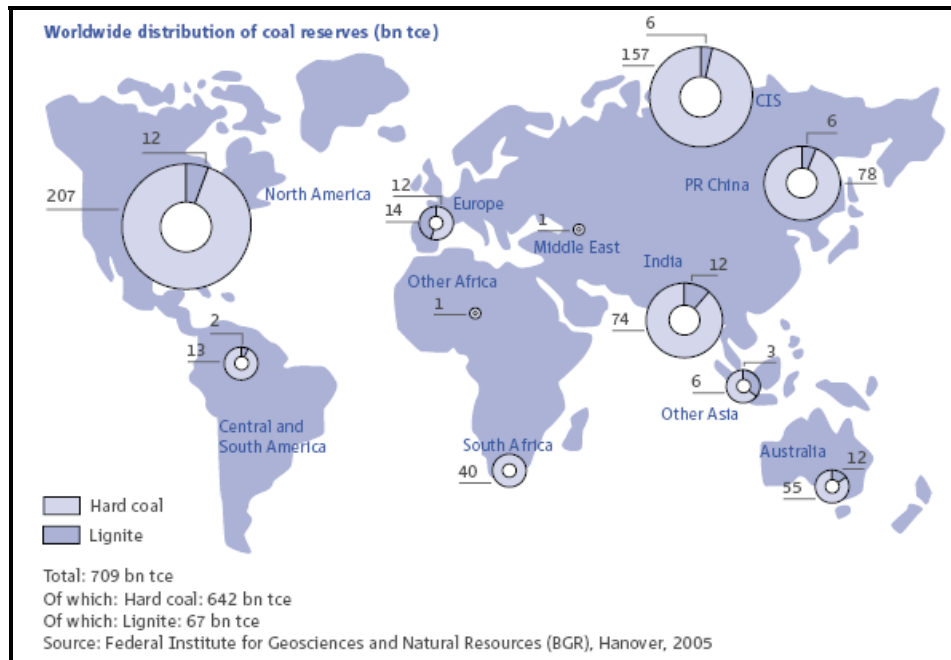 Worldwide distribution of coal reserves (bn tce)
6
157
CIS
12
207
North America
6
PR China
78
12
14
Europe
1
Middle East
India
12
74
Other Africa
1
2
13
Central and
South America
3
6
Other Asia
South Africa
40
Australia
12
55
Hard coal
Lignite
Total: 709 bn tce
Of which: Hard coal: 642 bn tce
Of which: Lignite: 67 bn tce
Source: Federal Institute for Geosciences and Natural Resources (BGR), Hanover, 2005